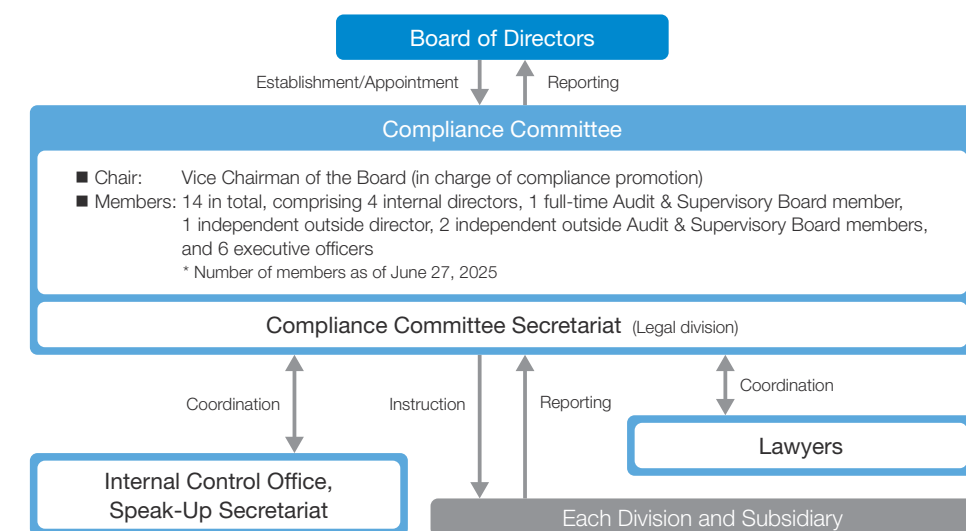 Board of Directors
Establishment/Appointment
Reporting
Compliance Committee
■ Chair: Vice Chairman of the Board (in charge of compliance promotion)
■ Members: 14 in total, comprising 4 internal directors, 1 full-time Audit & Supervisory Board member,
1 independent outside director, 2 independent outside Audit & Supervisory Board members,
and 6 executive officers
* Number of members as of June 27, 2025
Compliance Committee Secretariat (Legal division)
Coordination
Instruction
Reporting
Coordination
Lawyers
Internal Control Office,
Speak-Up Secretariat
Each Division and Subsidiary